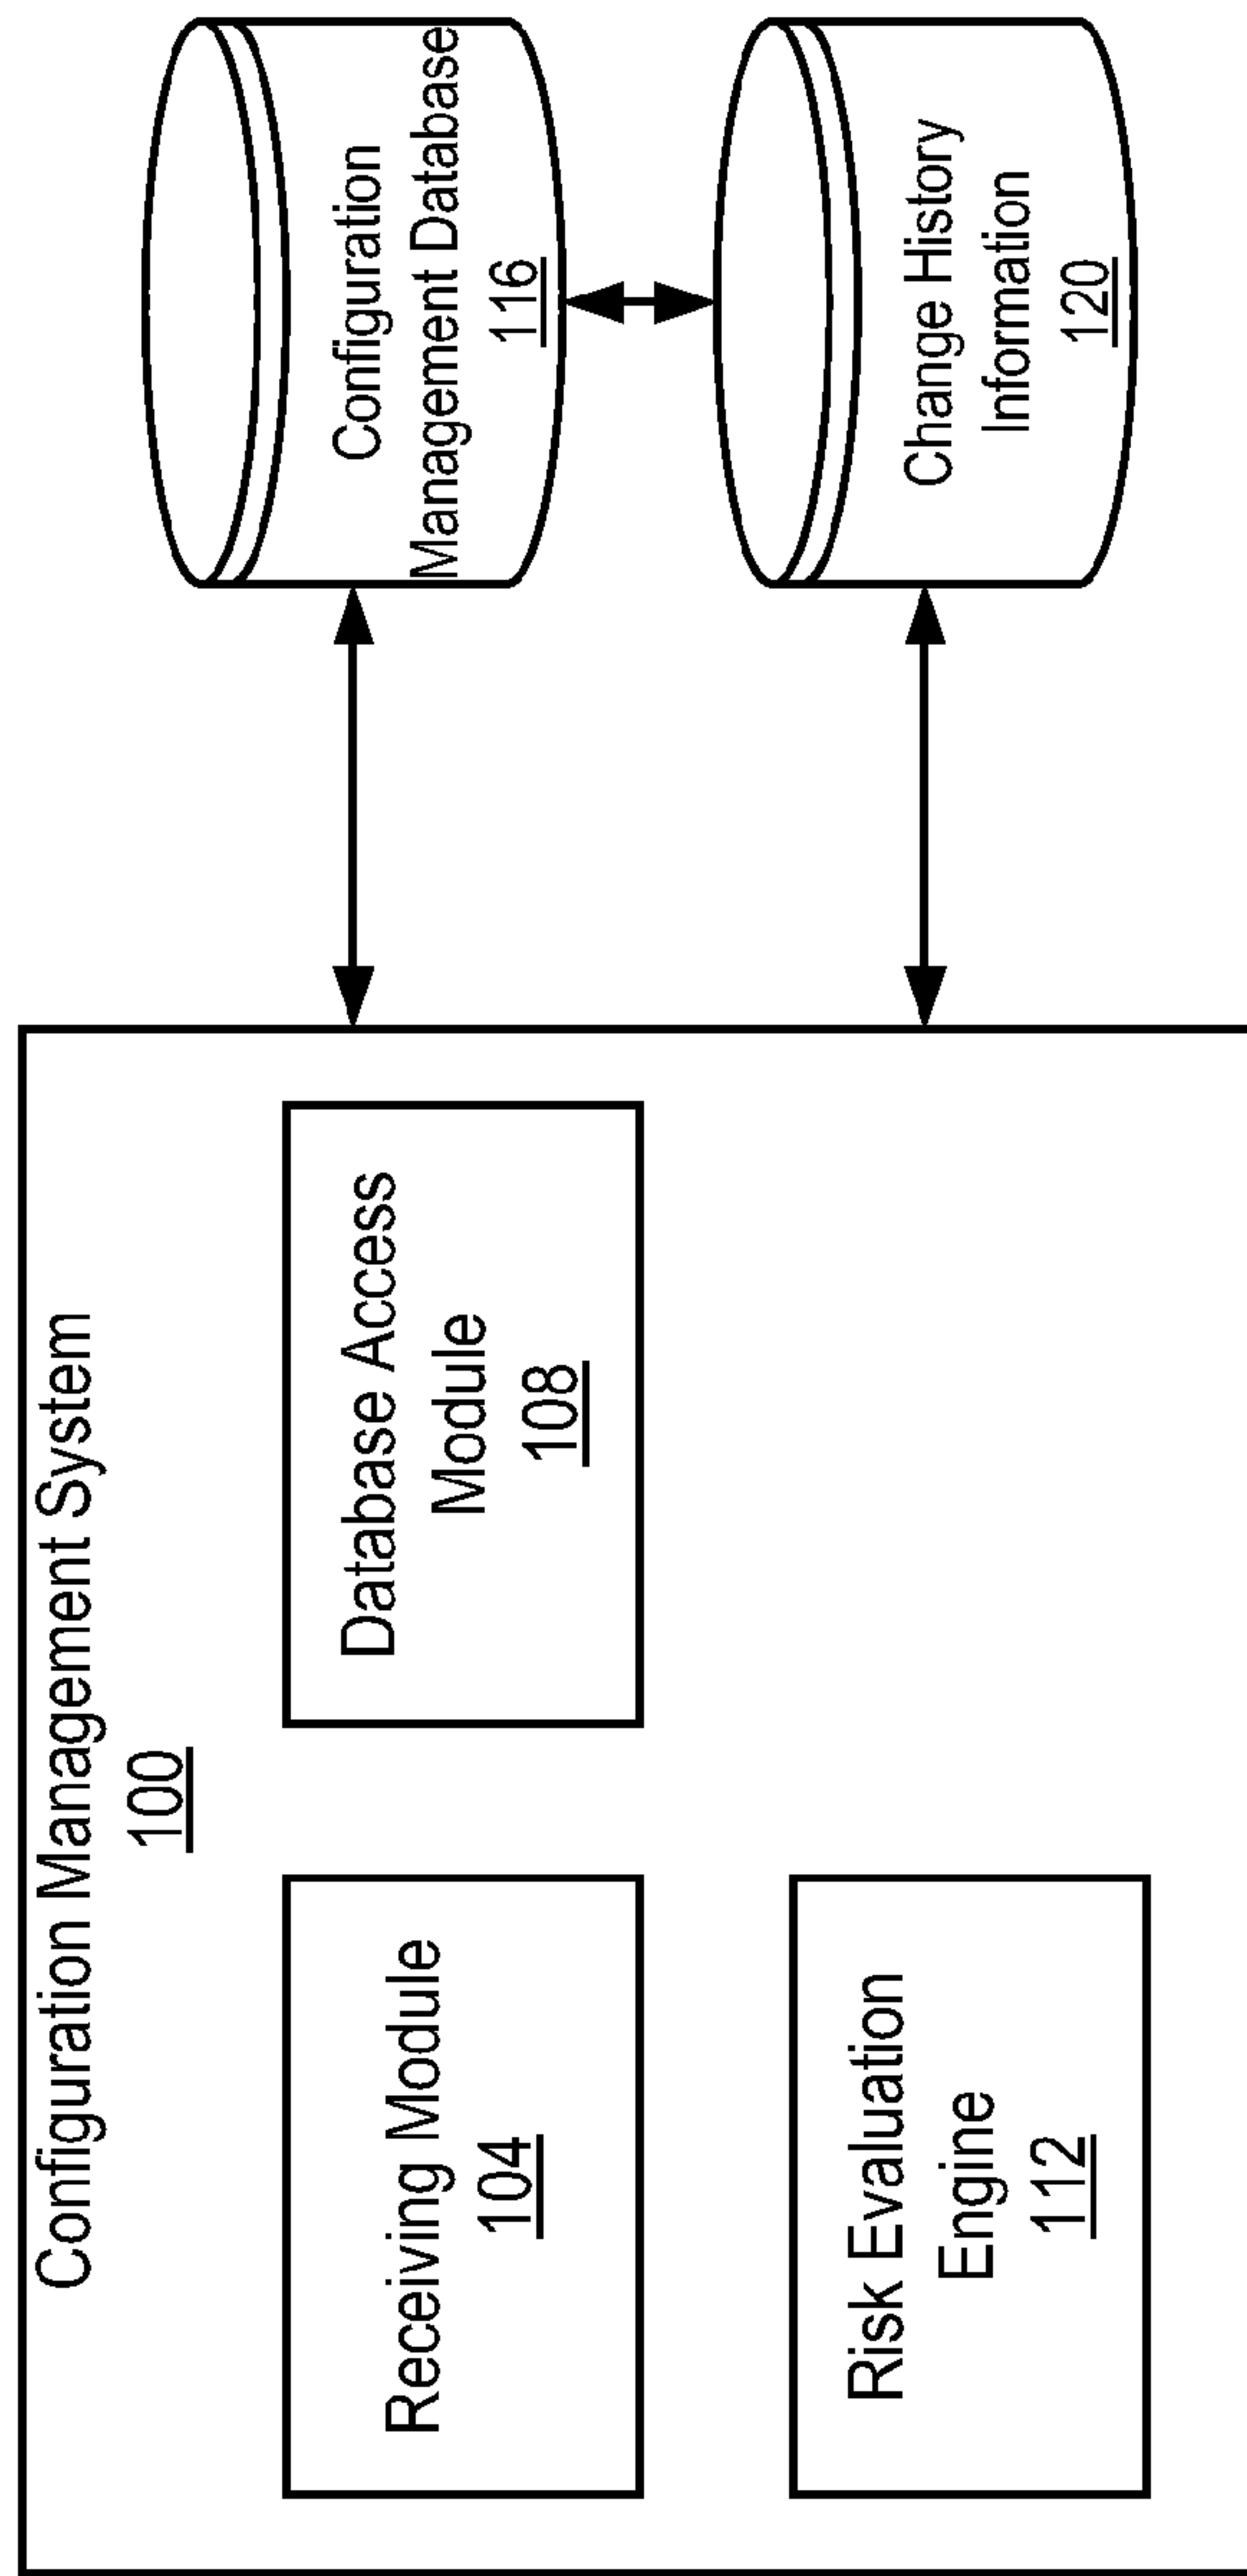 Configuration Management System
100
Receiving Module
104
Database Access
Module
108
Risk Evaluation
Engine
112
Configuration
Management Database
116
Change History
Information
120